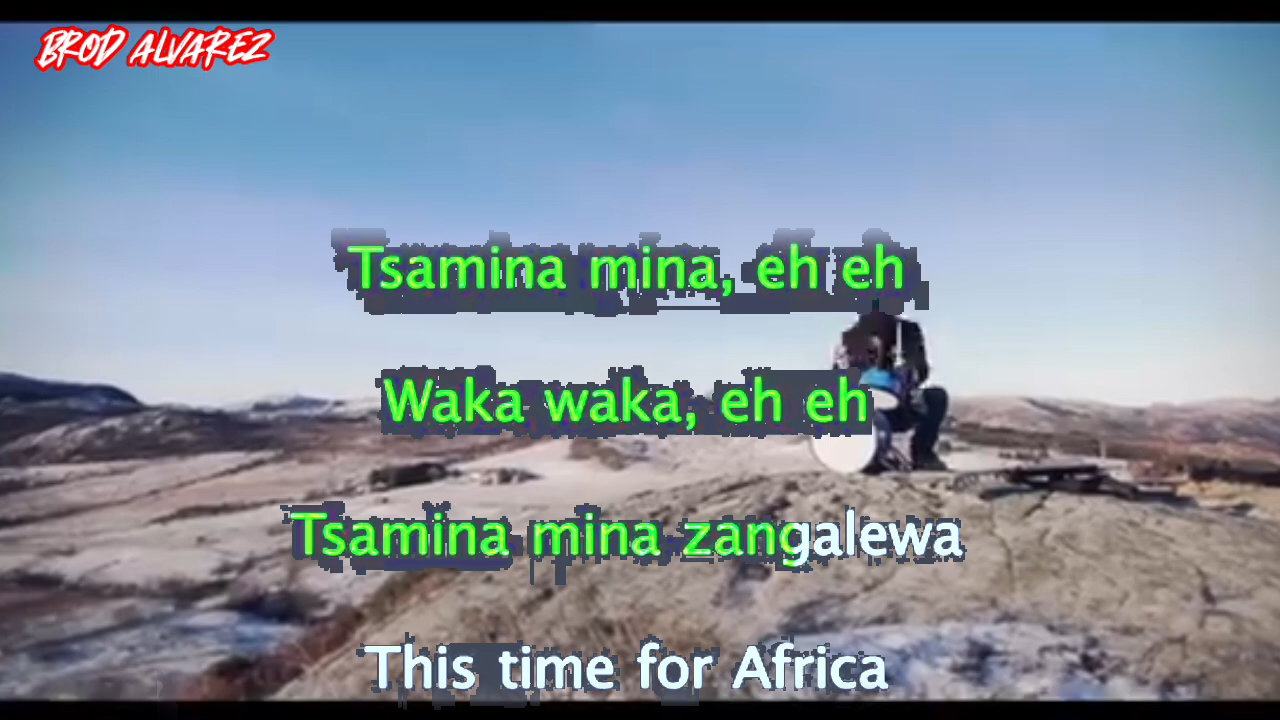 BROD ALVAREZ
Tsamina mina, eh eh
Waka waka, eh eh
Tsamina mina zangalewa
This time for Africa